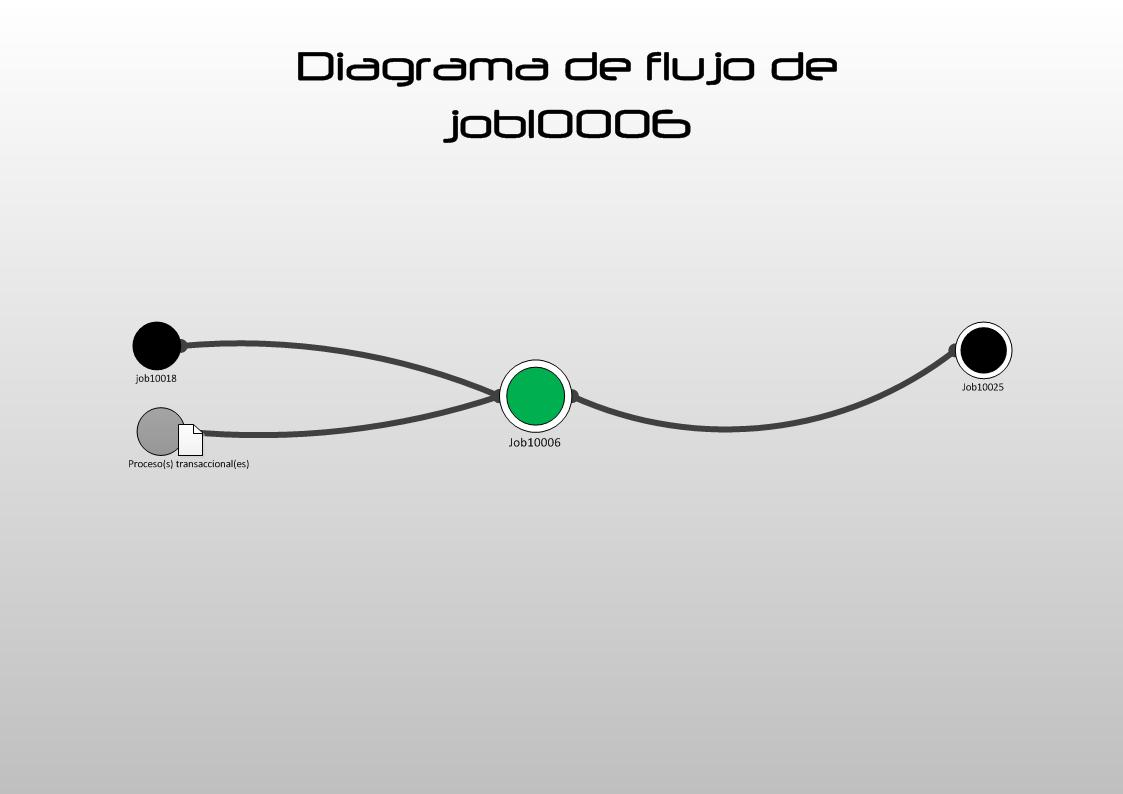 Diagrama de flujo de
job10006
job10018
Proceso(s) transaccional(es)
Job10006
Job10025